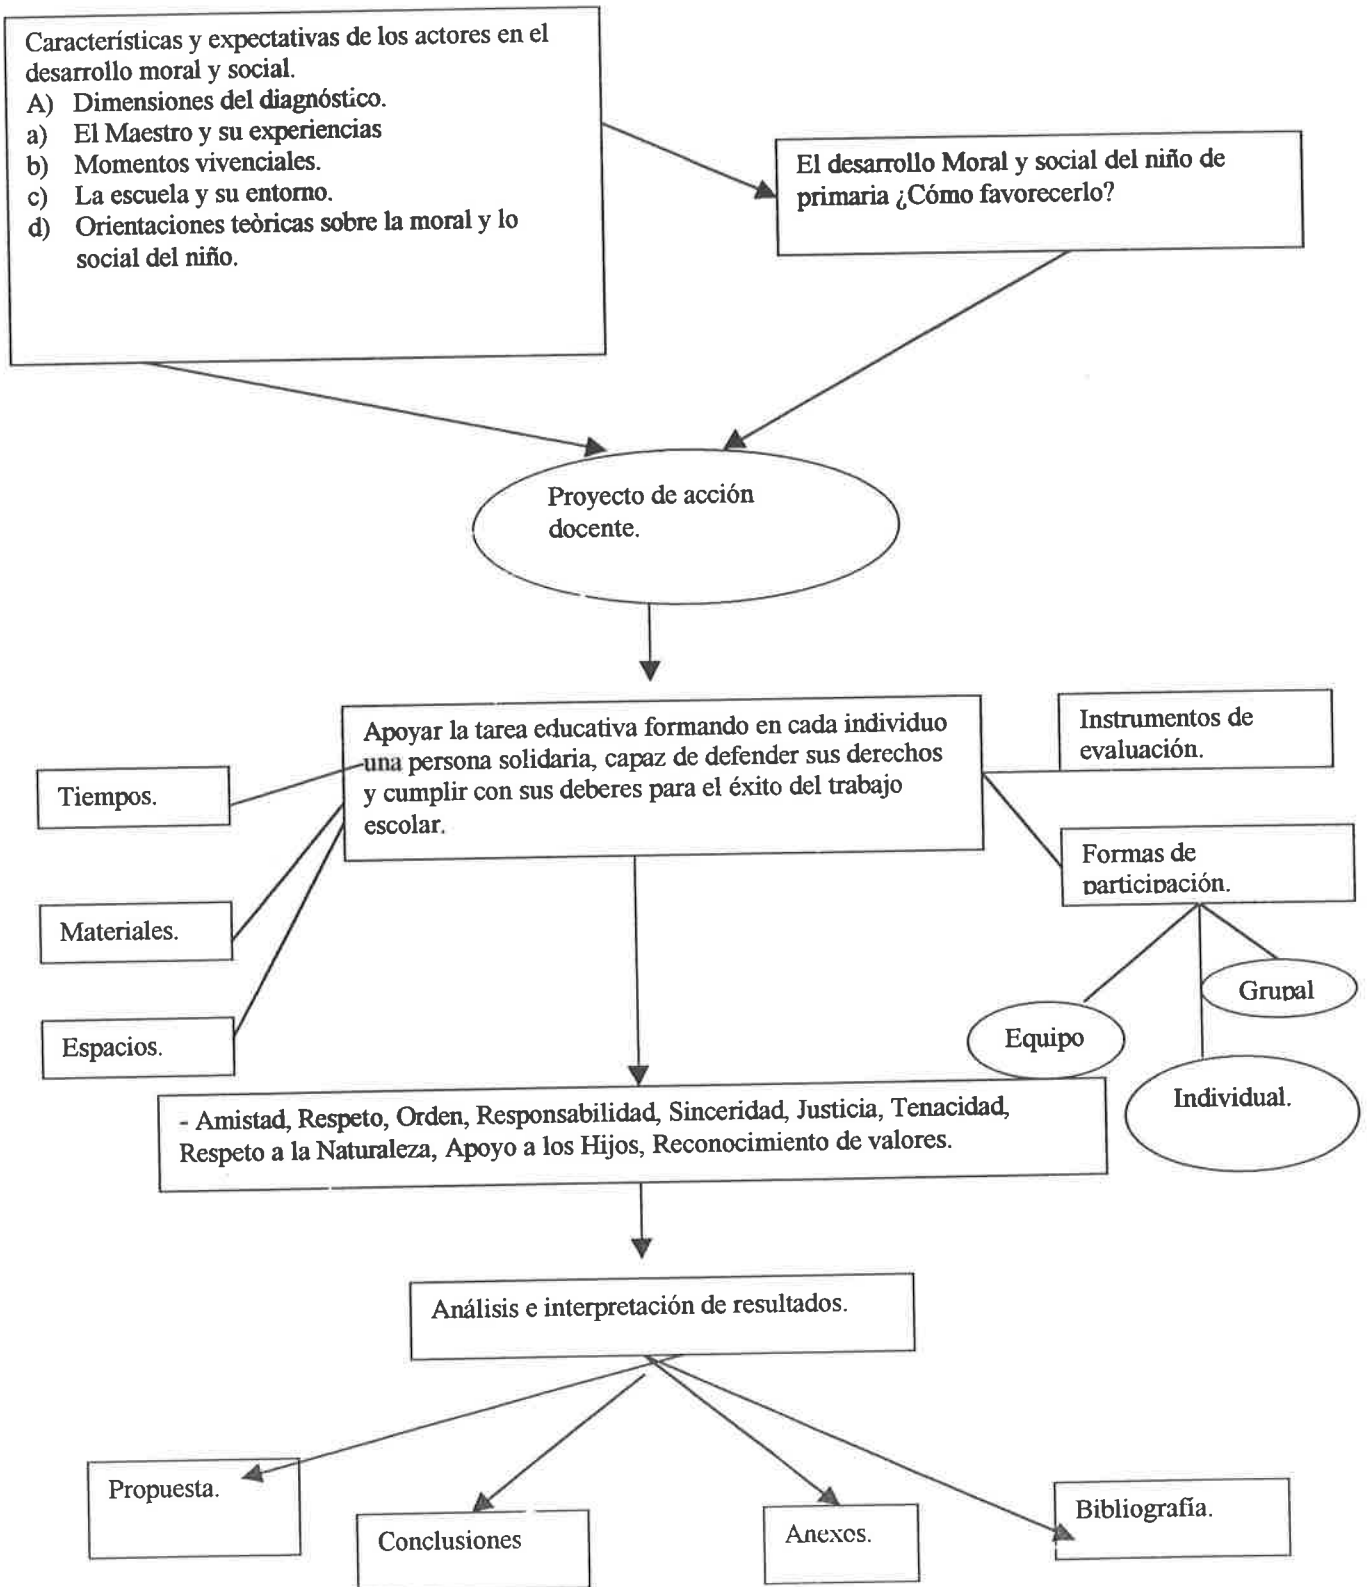 Características y expectativas de los actores en el
desarrollo moral y social.
A) Dimensiones del diagnóstico.
a) El Maestro y su experiencias
b) Momentos vivenciales.
c) La escuela y su entorno.
d) Orientaciones teòricas sobre la moral y lo
social del niño.
El desarrollo Moral y social del niño de
primaria ¿Cómo favorecerlo?
Proyecto de acción
docente.
Apoyar la tarea educativa formando en cada individuo
una persona solidaria, capaz de defender sus derechos
y cumplir con sus deberes para el éxito del trabajo
escolar.
Instrumentos de
evaluación.
Tiempos.
Formas de
participación.
Materiales.
Grupal
Equipo
Espacios.
Individual.
- Amistad, Respeto, Orden, Responsabilidad, Sinceridad, Justicia, Tenacidad,
Respeto a la Naturaleza, Apoyo a los Hijos, Reconocimiento de valores.
Análisis e interpretación de resultados.
Propuesta.
Conclusiones
Anexos.
Bibliografía.